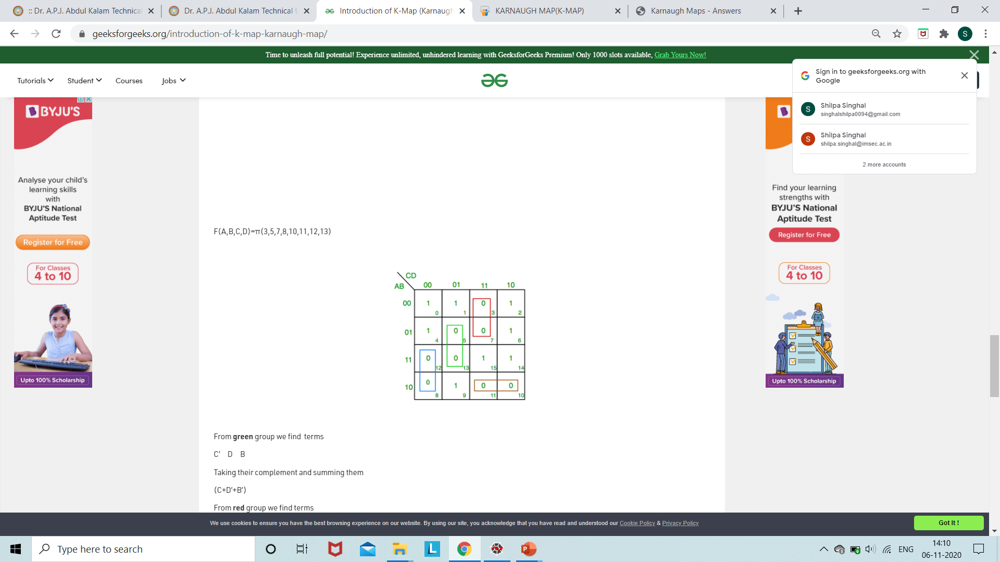 :: Dr. A.P.J. Abdul Kalam Technical
Dr. A.P.J. Abdul Kalam Technical U
Introduction of K-Map (Karnaugh
KARNAUGH MAP(K-MAP)
Karnaugh Maps - Answers
geeksforgeeks.org/introduction-of-k-map-karnaugh-map/
S
Time to unleash full potential! Experience unlimited, unhindered learning with GeeksforGeeks Premium! Only 1000 slots available, Grab Yours Now!
Tutorials
Student
Courses
Jobs
Sign in to geeksforgeeks.org with
Google
S
Shilpa Singhal
singhalshilpa0094@gmail.com
S
Shilpa Singhal
shilpa.singhal@imsec.ac.in
2 more accounts
BYJU'S
Analyse your child's
learning skills
with
BYJU'S National
Aptitude Test
Register for Free
For Classes
4 to 10
Upto 100% Scholarship
Find your learning
strengths with
BYJU'S National
Aptitude Test
Register for Free
For Classes
4 to 10
Upto 100% Scholarship
F(A,B,C,D)=π(3,5,7,8,10,11,12,13)
CD
AB 00 01 11 10
00 1 1 0 1
0 1 3 2
01 1 0 0 1
4 5 7 6
11 0 0 1 1
12 13 15 14
10 0 1 0 0
8 9 11 10
From green group we find terms
C' D B
Taking their complement and summing them
(C+D'+B')
From red group we find terms
We use cookies to ensure you have the best browsing experience on our website. By using our site, you acknowledge that you have read and understood our Cookie Policy & Privacy Policy
Got It !
Type here to search
L
P
ENG
14:10
06-11-2020